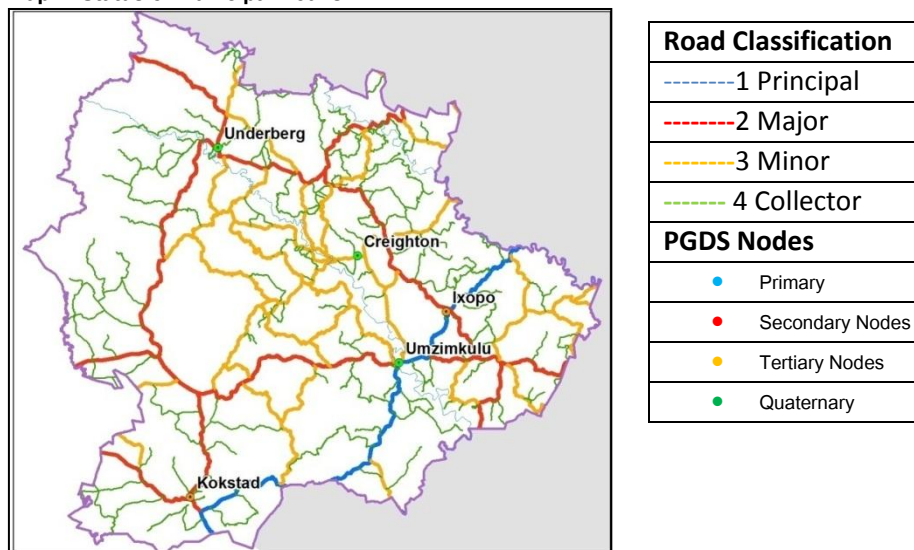 Underberg
Creighton
Ixopo
Umzimkulu
Kokstad
Road Classification
--------1 Principal
--------2 Major
--------3 Minor
------- 4 Collector
PGDS Nodes
Primary
Secondary Nodes
Tertiary Nodes
Quaternary